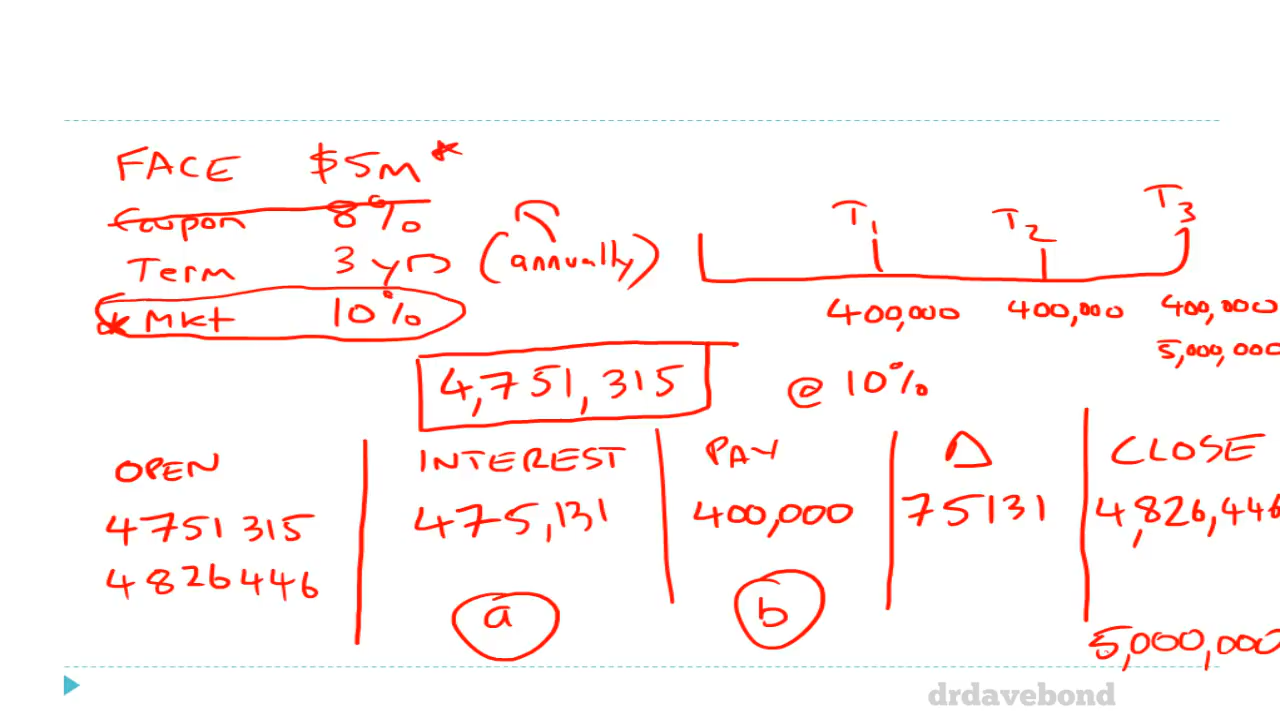 FACE $5M*
Coupon 8%
Term 3 yrs (annually)
* Mkt 10%
T1 T2 T3
400,000 400,000 400,000
5,000,000
4,751,315 @ 10%
OPEN INTEREST PAY Δ CLOSE
4751315 475,131 400,000 75131 4,826,446
4826446
a b
5,000,000
drdavebond